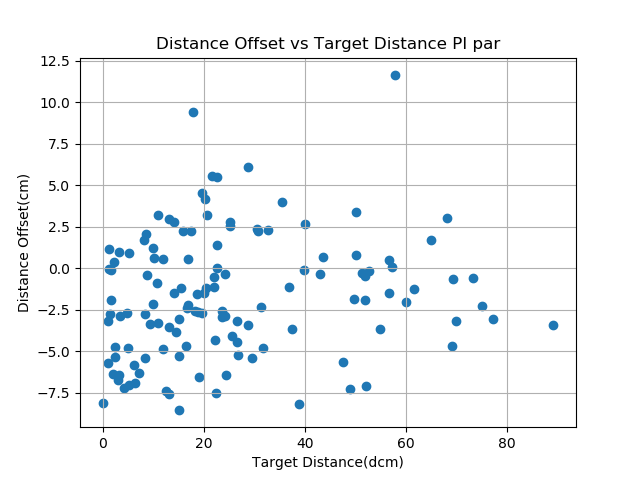 Distance Offset vs Target Distance PI par
12.5
10.0
7.5
5.0
2.5
0.0
−2.5
−5.0
−7.5
Distance Offset(cm)
0 20 40 60 80
Target Distance(dcm)